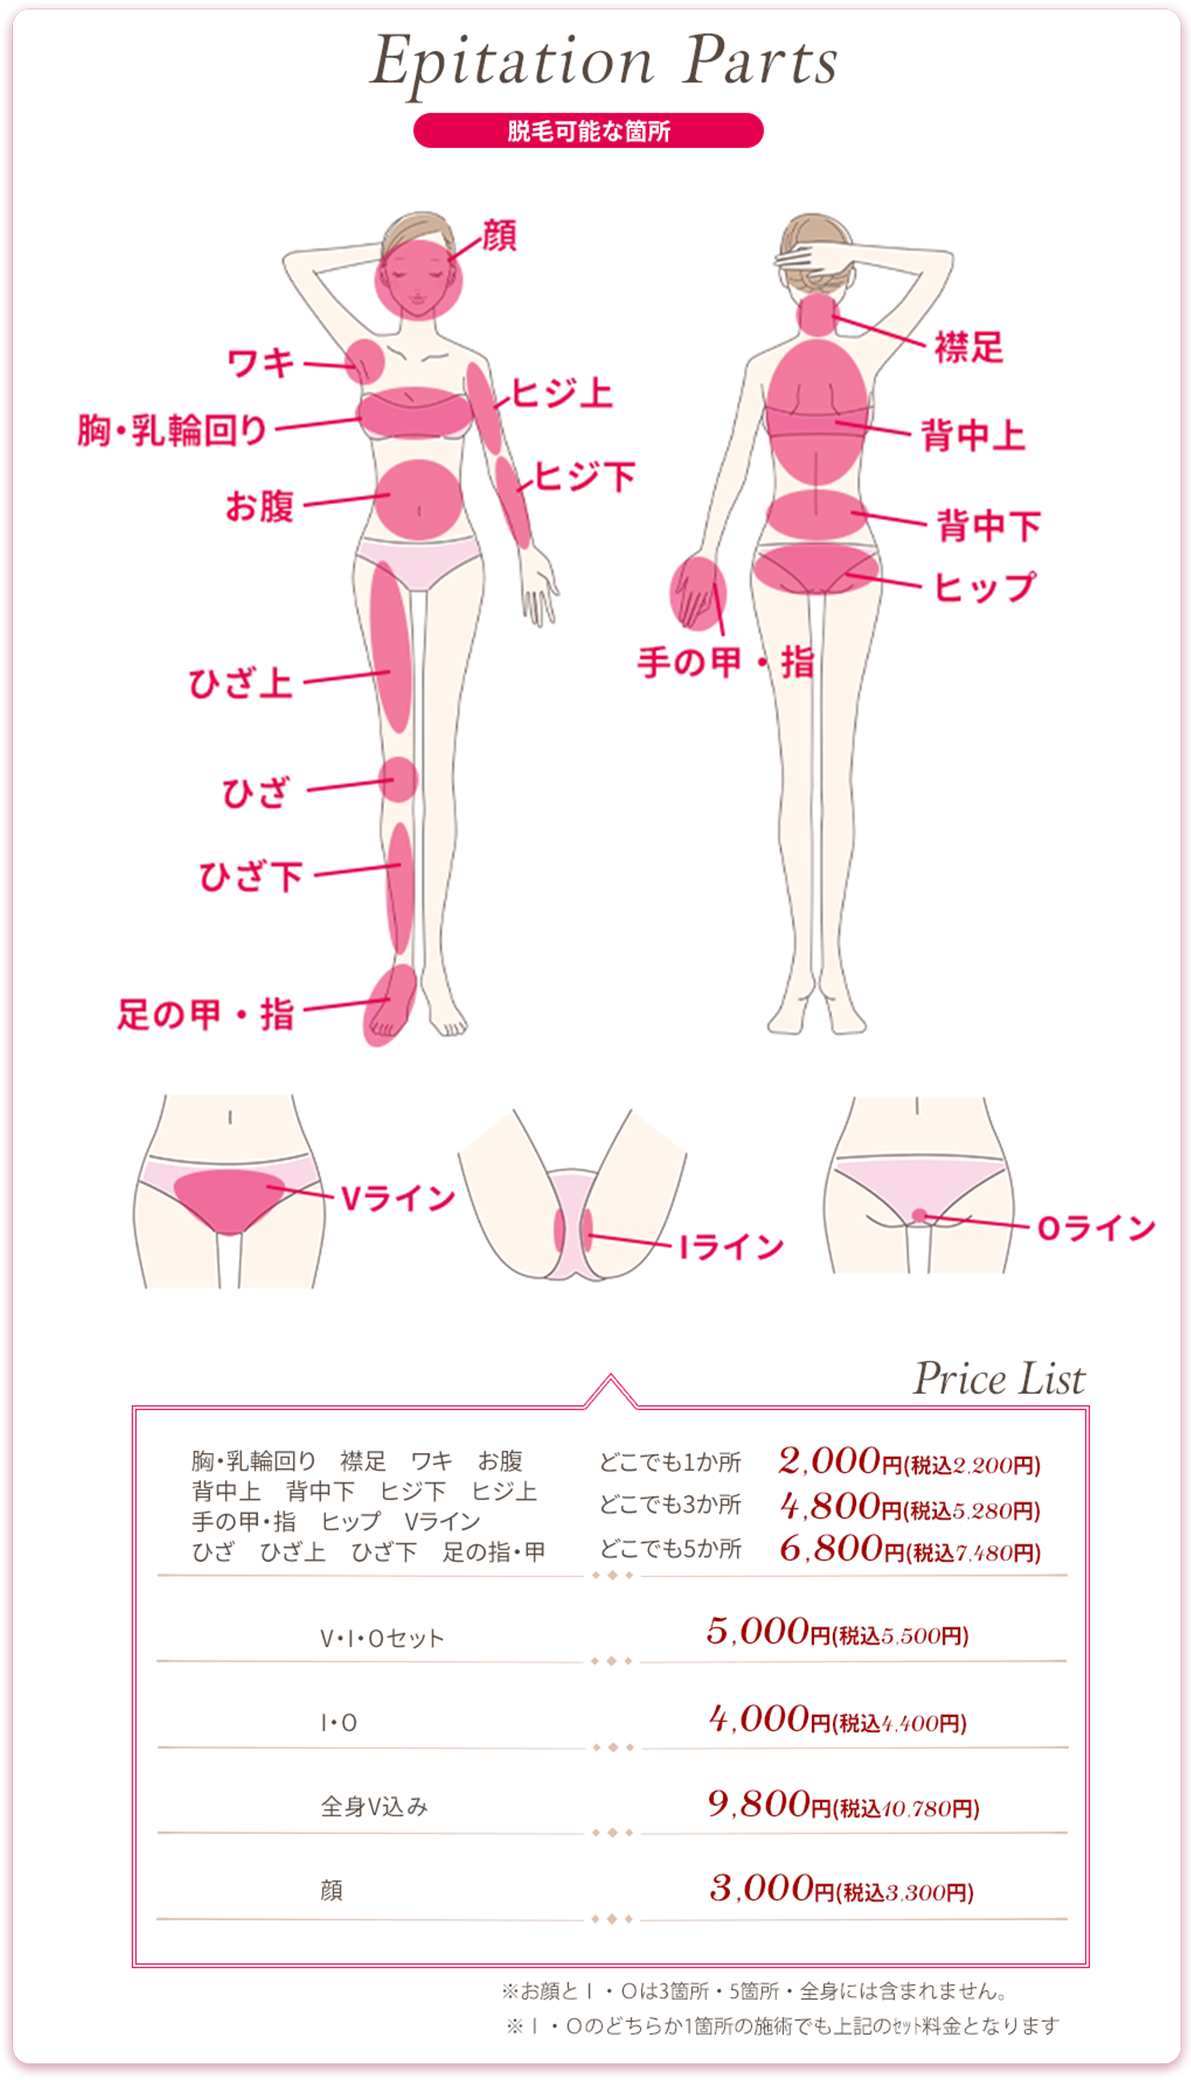 Epitation Parts
脱毛可能な箇所
顔
ワキ
胸・乳輪回り
ヒジ上
お腹
ヒジ下
ひざ上
ひざ
ひざ下
足の甲・指
襟足
背中上
背中下
ヒップ
手の甲・指
Vライン
Iライン
Oライン
Price List
胸・乳輪回り 襟足 ワキ お腹
背中上 背中下 ヒジ下 ヒジ上
手の甲・指 ヒップ Vライン
ひざ ひざ上 ひざ下 足の指・甲
どこでも1か所 2,000円(税込2,200円)
どこでも3か所 4,800円(税込5,280円)
どこでも5か所 6,800円(税込7,480円)
V・I・Oセット 5,000円(税込5,500円)
I・O 4,000円(税込4,400円)
全身V込み 9,800円(税込10,780円)
顔 3,000円(税込3,300円)
※お顔とI・Oは3箇所・5箇所・全身には含まれません。
※I・Oのどちらか1箇所の施術でも上記のｾｯﾄ料金となります